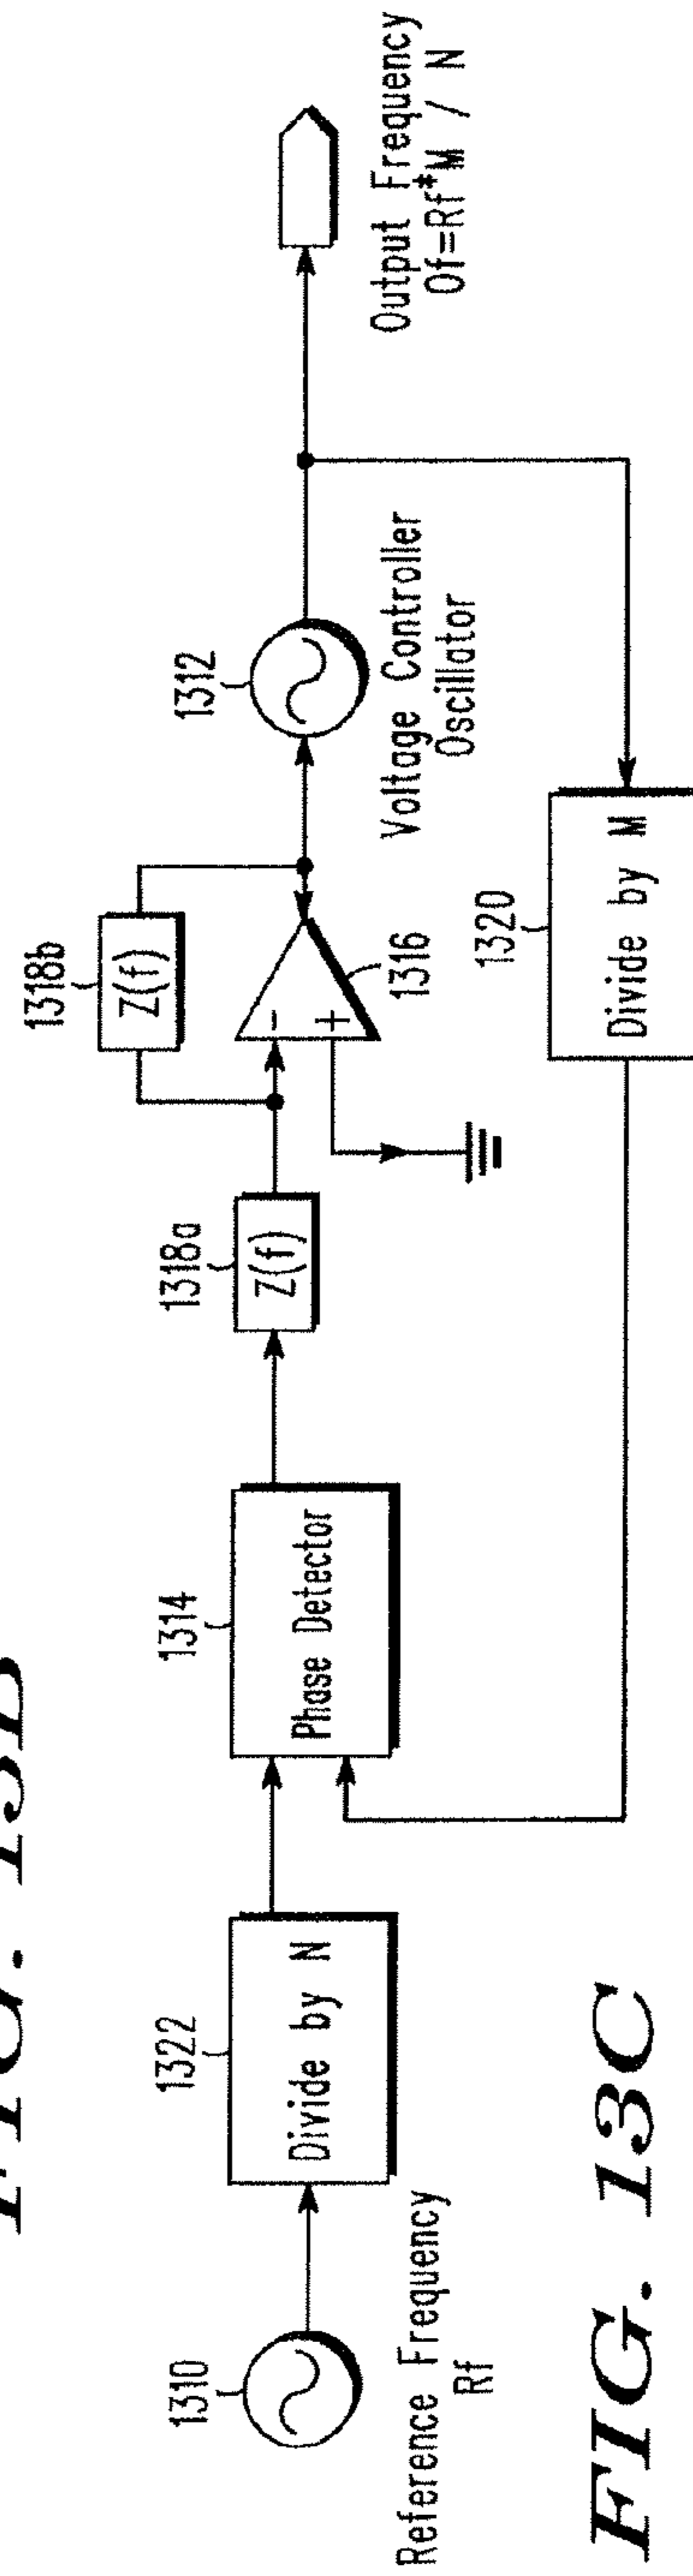 FIG. 13B
1310
Reference Frequency
Rf
1322
Divide by N
1314
Phase Detector
1318a
Z(f)
1318b
Z(f)
-
+
1316
1312
Voltage Controller
Oscillator
1320
Divide by M
Output Frequency
Of=Rf*M / N
FIG. 13C